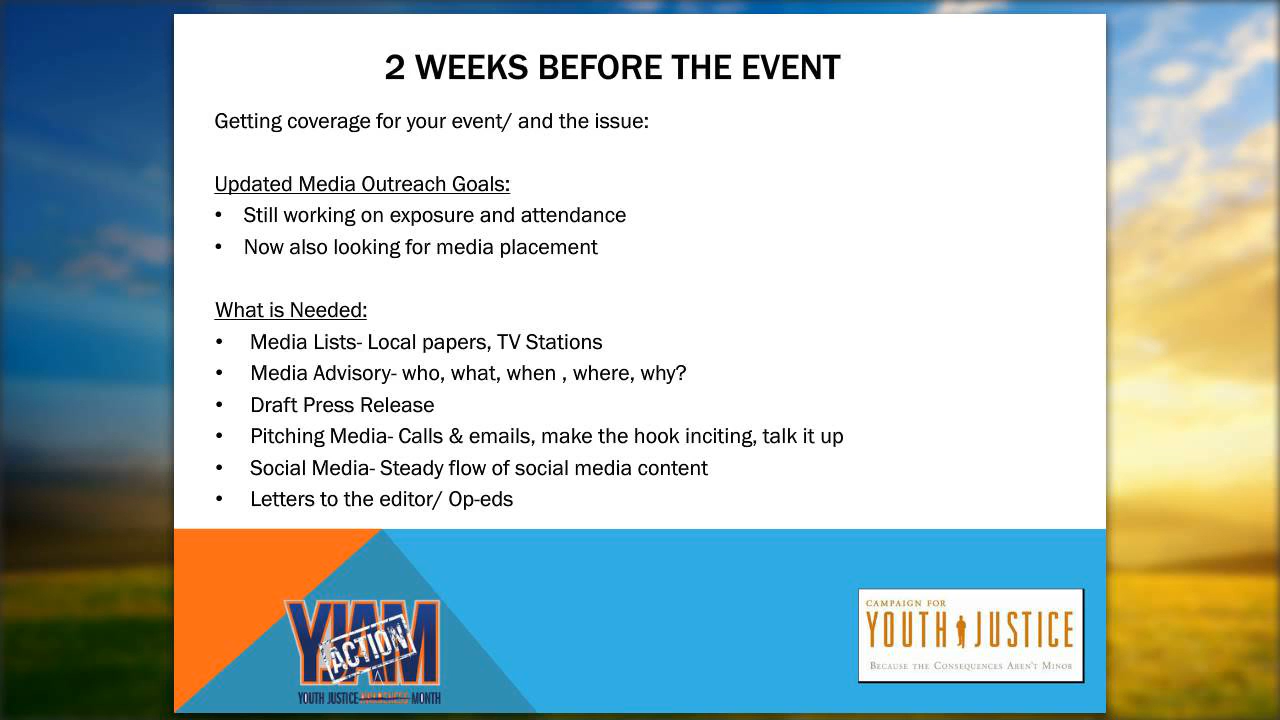 2 WEEKS BEFORE THE EVENT
Getting coverage for your event/ and the issue:
Updated Media Outreach Goals:
• Still working on exposure and attendance
• Now also looking for media placement
What is Needed:
• Media Lists- Local papers, TV Stations
• Media Advisory- who, what, when , where, why?
• Draft Press Release
• Pitching Media- Calls & emails, make the hook inciting, talk it up
• Social Media- Steady flow of social media content
• Letters to the editor/ Op-eds
YJAM
ACTION
YOUTH JUSTICE AWARENESS MONTH
CAMPAIGN FOR
YOUTH JUSTICE
BECAUSE THE CONSEQUENCES AREN'T MINOR